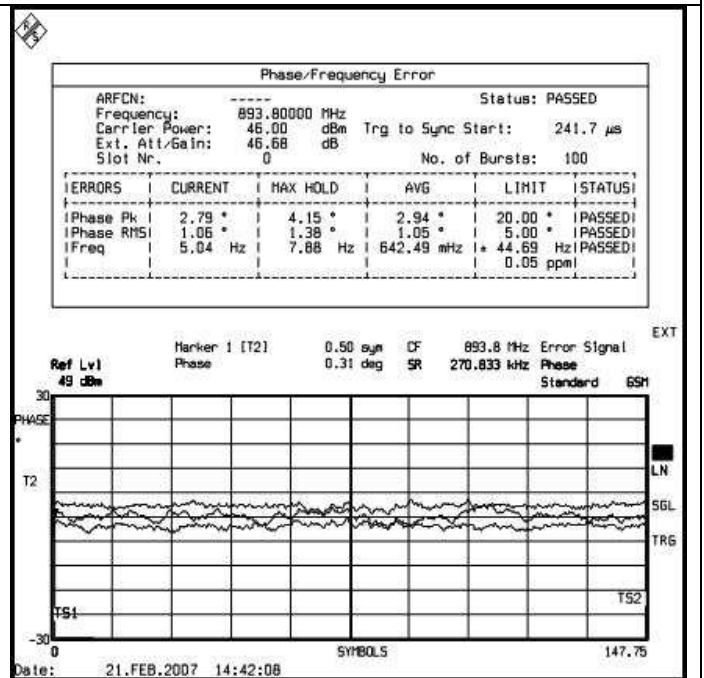 R S
Phase/Frequency Error
ARFCN: ----- Status: PASSED
Frequency: 893.80000 MHz
Carrier Power: 46.00 dBm Trg to Sync Start: 241.7 µs
Ext. Att/Gain: 46.68 dB
Slot Nr. 0 No. of Bursts: 100
ERRORS CURRENT MAX HOLD AVG LIMIT STATUS
Phase Pk 2.79 ° 4.15 ° 2.94 ° 20.00 ° PASSED
Phase RMS 1.06 ° 1.38 ° 1.05 ° 5.00 ° PASSED
Freq 5.04 Hz 7.88 Hz 642.49 mHz ± 44.69 Hz PASSED
0.05 ppm
EXT
Marker 1 [T2] 0.50 sym CF 893.8 MHz Error Signal
Ref Lvl Phase 0.31 deg SR 270.833 kHz Phase
49 dBm Standard GSM
30
PHASE
°
LN
T2
SGL
TRG
TS2
TS1
-30
0 SYMBOLS 147.75
Date: 21.FEB.2007 14:42:08